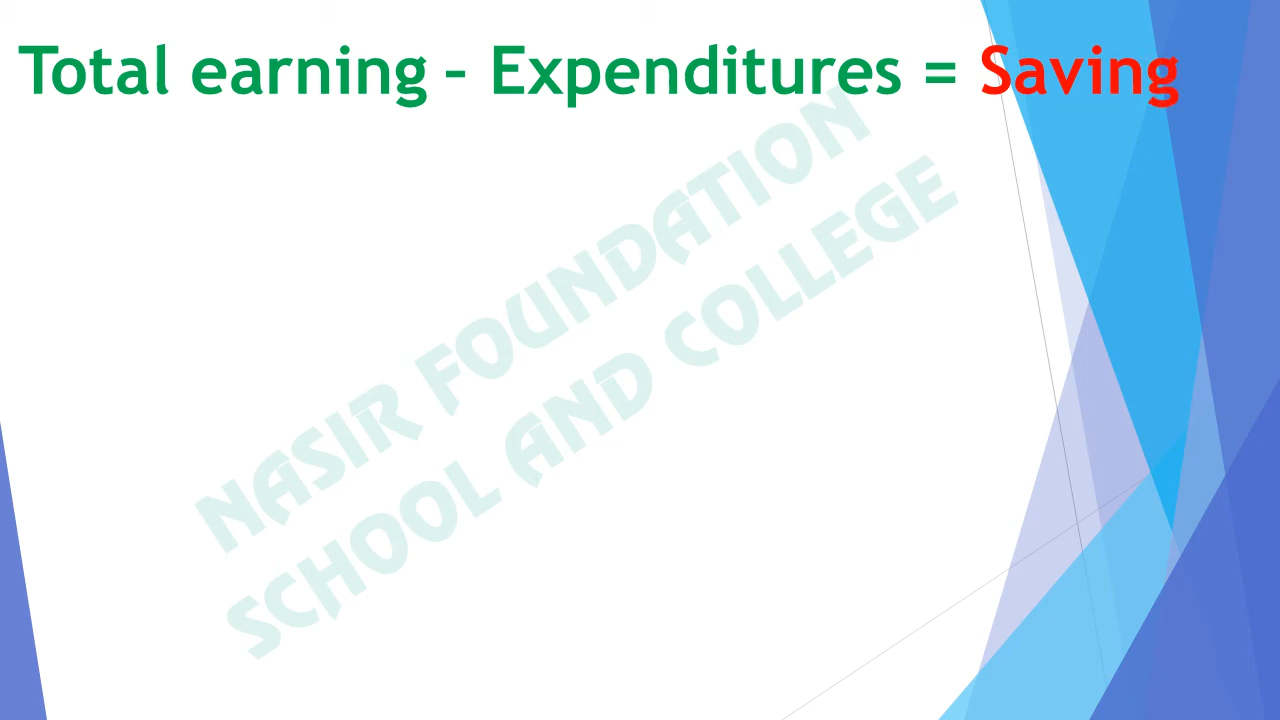 Total earning - Expenditures = Saving
NASIR FOUNDATION
SCHOOL AND COLLEGE